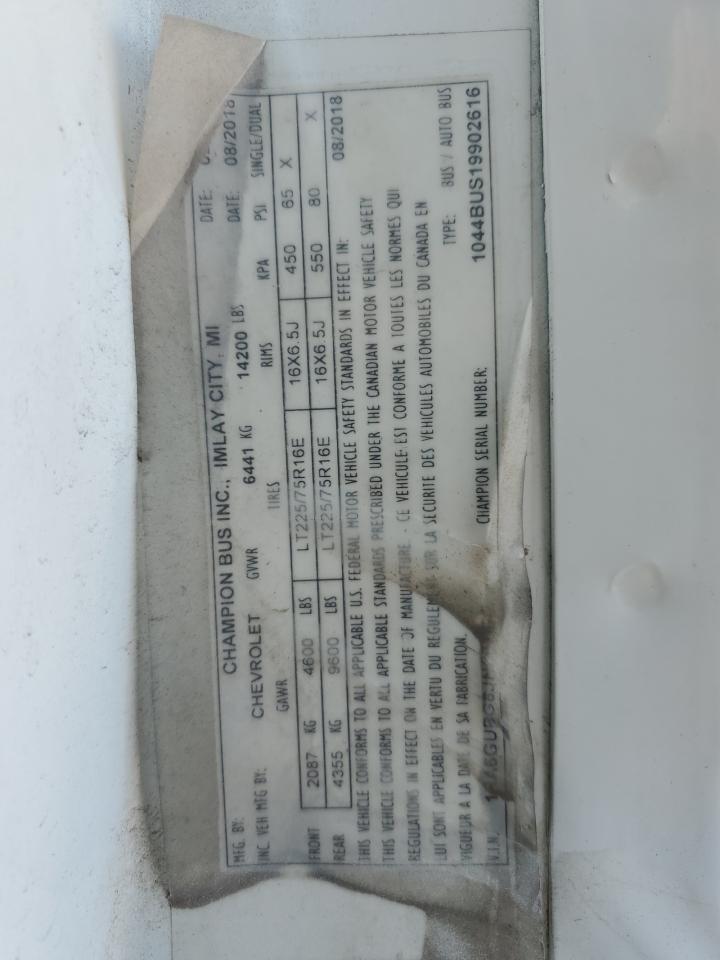 MFG. BY: CHAMPION BUS INC., IMLAY CITY, MI DATE:
INC. VEH MFG BY: CHEVROLET GVWR 6441 KG 14200 LBS DATE: 08/2018
GAWR TIRES RIMS KPA PSI SINGLE/DUAL
FRONT 2087 KG 4600 LBS LT225/75R16E 16X6.5J 450 65 X
REAR 4355 KG 9600 LBS LT225/75R16E 16X6.5J 550 80 X
THIS VEHICLE CONFORMS TO ALL APPLICABLE U.S. FEDERAL MOTOR VEHICLE SAFETY STANDARDS IN EFFECT IN: 08/2018
THIS VEHICLE CONFORMS TO ALL APPLICABLE STANDARDS PRESCRIBED UNDER THE CANADIAN MOTOR VEHICLE SAFETY
REGULATIONS IN EFFECT ON THE DATE OF MANUFACTURE. - CE VEHICULE EST CONFORME A TOUTES LES NORMES QUI
LUI SONT APPLICABLES EN VERTU DU REGULEMENT SUR LA SECURITE DES VEHICULES AUTOMOBILES DU CANADA EN
VIGUEUR A LA DATE DE SA FABRICATION. TYPE: BUS / AUTO BUS
V.I.N. CHAMPION SERIAL NUMBER: 1044BUS19902616